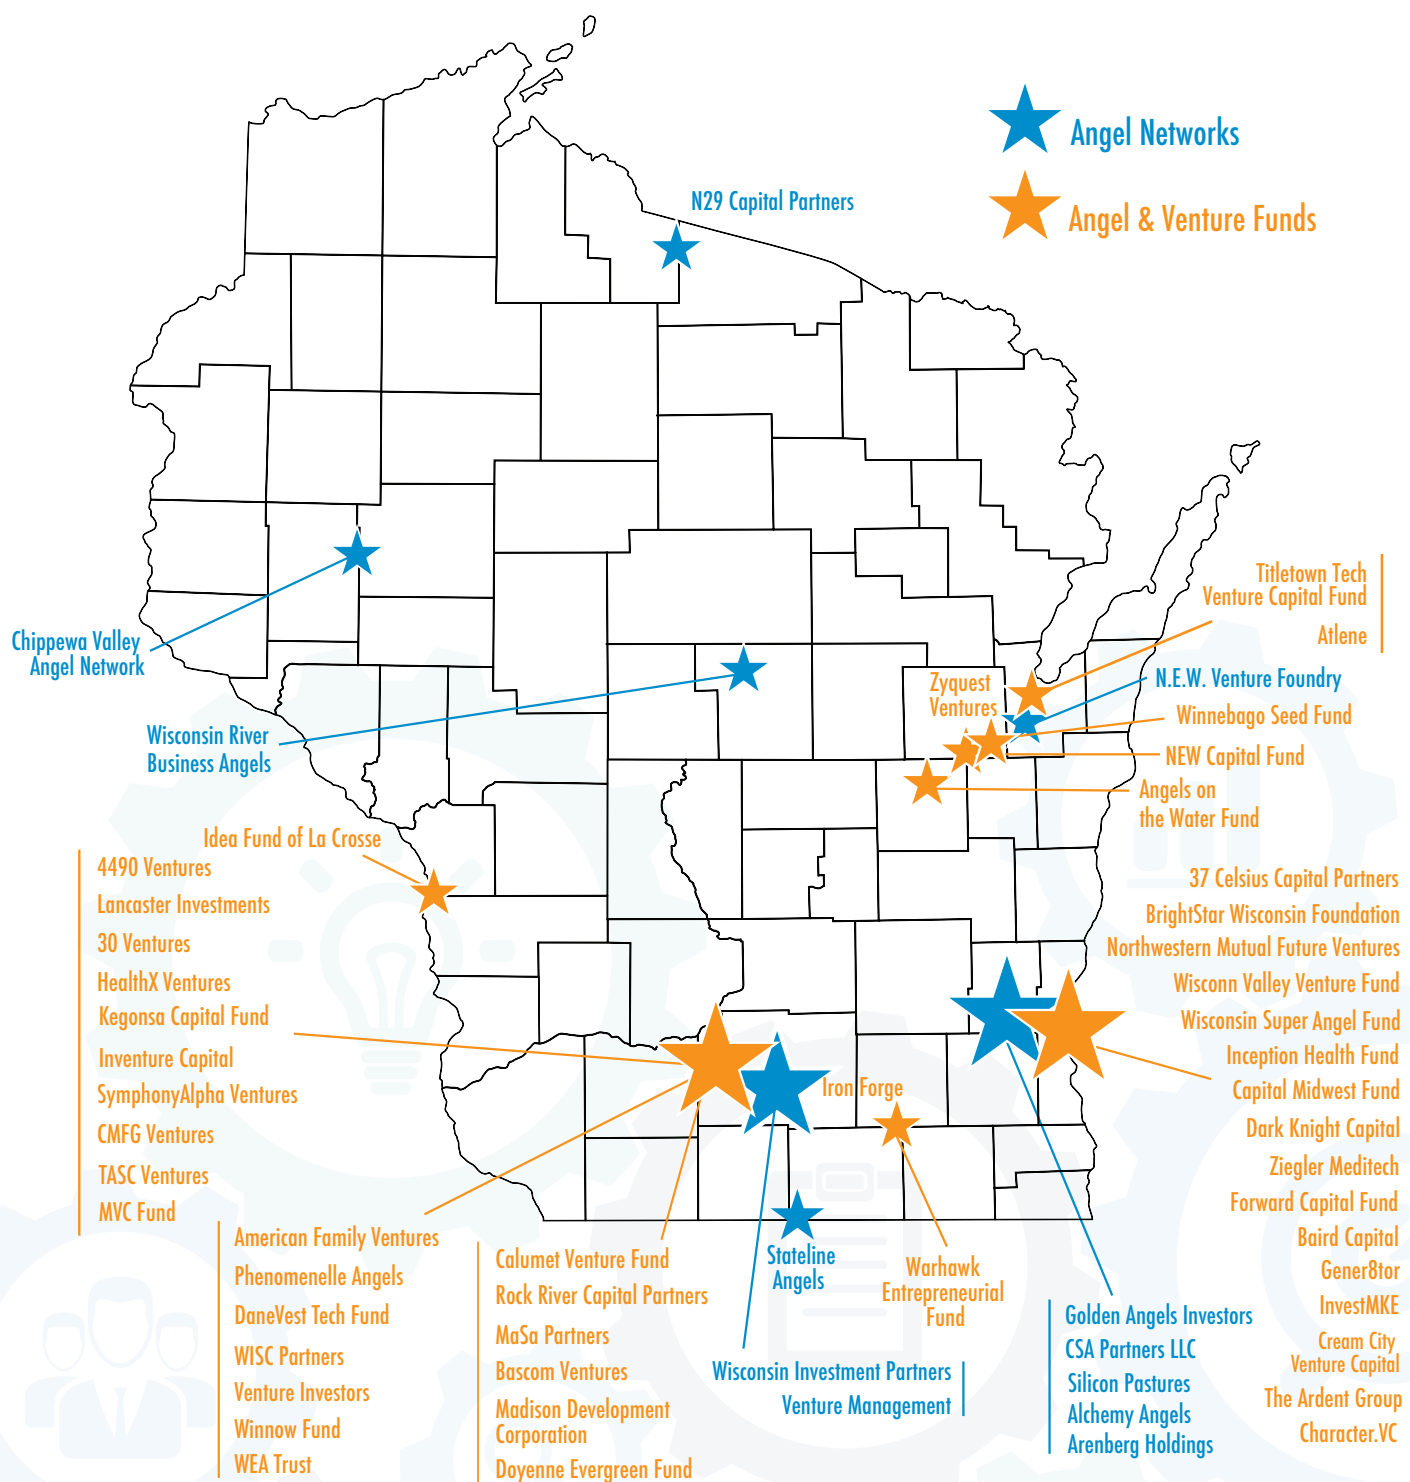 Angel Networks
Angel & Venture Funds
N29 Capital Partners
Chippewa Valley
Angel Network
Wisconsin River
Business Angels
Titletown Tech
Venture Capital Fund
Atlene
N.E.W. Venture Foundry
Zyquest
Ventures
Winnebago Seed Fund
NEW Capital Fund
Angels on
the Water Fund
Idea Fund of La Crosse
4490 Ventures
Lancaster Investments
30 Ventures
HealthX Ventures
Kegonsa Capital Fund
Inventure Capital
SymphonyAlpha Ventures
CMFG Ventures
TASC Ventures
MVC Fund
American Family Ventures
Phenomenelle Angels
DaneVest Tech Fund
WISC Partners
Venture Investors
Winnow Fund
WEA Trust
Calumet Venture Fund
Rock River Capital Partners
MaSa Partners
Bascom Ventures
Madison Development
Corporation
Doyenne Evergreen Fund
Iron Forge
Stateline
Angels
Warhawk
Entrepreneurial
Fund
Wisconsin Investment Partners
Venture Management
Golden Angels Investors
CSA Partners LLC
Silicon Pastures
Alchemy Angels
Arenberg Holdings
37 Celsius Capital Partners
BrightStar Wisconsin Foundation
Northwestern Mutual Future Ventures
Wisconn Valley Venture Fund
Wisconsin Super Angel Fund
Inception Health Fund
Capital Midwest Fund
Dark Knight Capital
Ziegler Meditech
Forward Capital Fund
Baird Capital
Gener8tor
InvestMKE
Cream City
Venture Capital
The Ardent Group
Character.VC